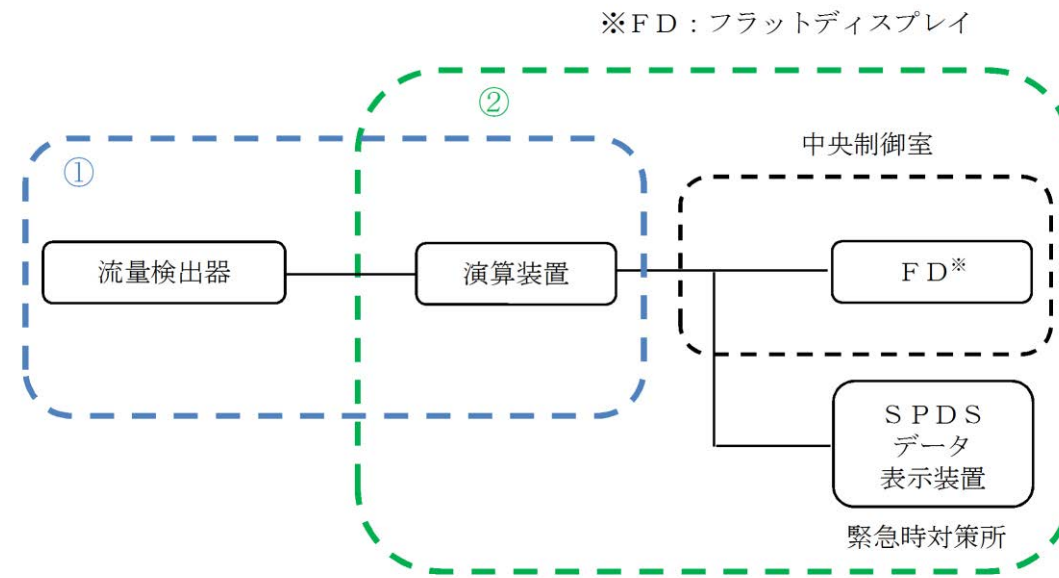 ※FD:フラットディスプレイ
②
中央制御室
①
流量検出器
演算装置
FD※
SPDS
データ
表示装置
緊急時対策所